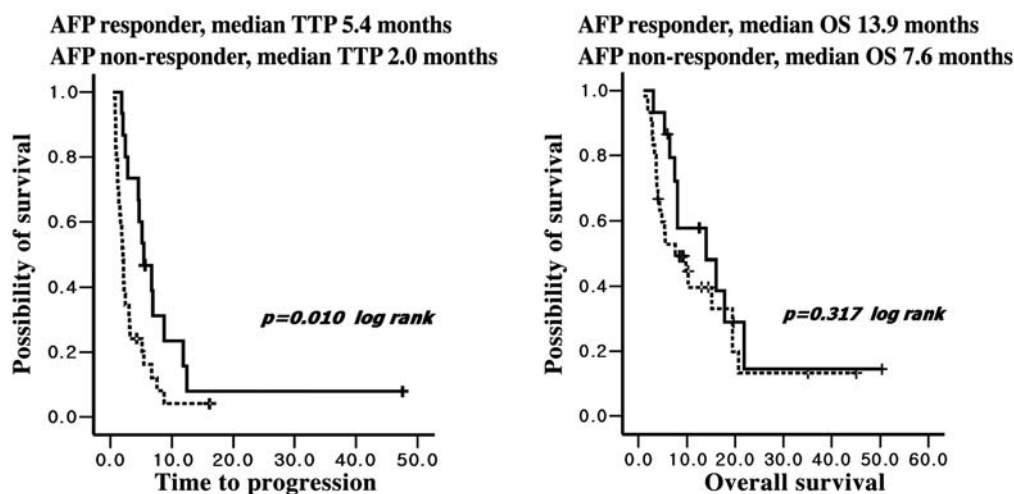 AFP responder, median TTP 5.4 months
AFP non-responder, median TTP 2.0 months
Possibility of survival
1.0
0.8
0.6
0.4
0.2
0.0
p=0.010 log rank
0.0 10.0 20.0 30.0 40.0 50.0
Time to progression
AFP responder, median OS 13.9 months
AFP non-responder, median OS 7.6 months
Possibility of survival
1.0
0.8
0.6
0.4
0.2
0.0
p=0.317 log rank
0.0 10.0 20.0 30.0 40.0 50.0 60.0
Overall survival